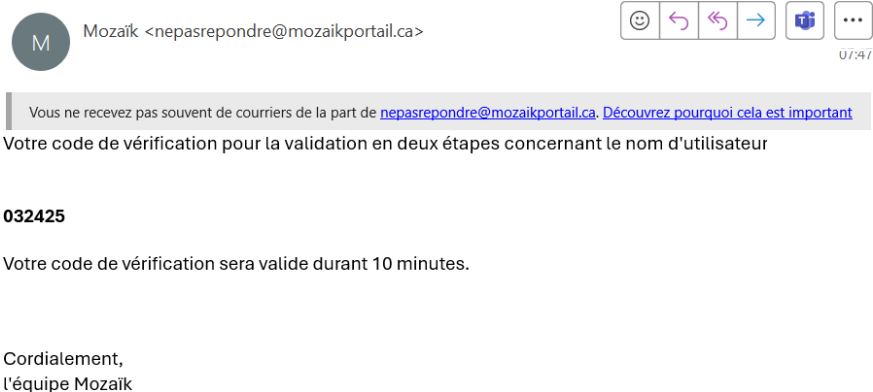 M
Mozaïk <nepasrepondre@mozaikportail.ca>
07:47
Vous ne recevez pas souvent de courriers de la part de nepasrepondre@mozaikportail.ca. Découvrez pourquoi cela est important
Votre code de vérification pour la validation en deux étapes concernant le nom d'utilisateur
032425
Votre code de vérification sera valide durant 10 minutes.
Cordialement,
l'équipe Mozaïk